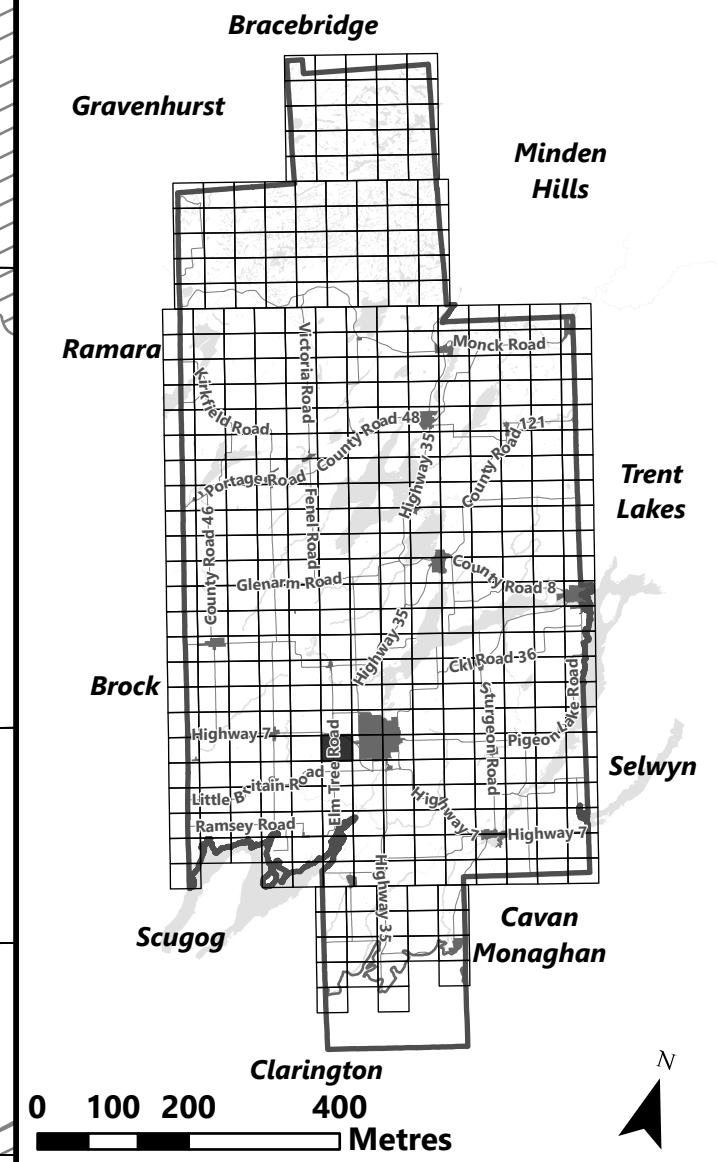 Bracebridge
Gravenhurst
Minden
Hills
Ramara
Monck Road
Victoria Road
Kirkfield Road
County Road 48
County Road 121
Highway 35
Portage Road
Fenel Road
Trent
Lakes
County Road 46
Glenarm Road
County Road 8
Highway 35
Ckl Road 36
Brock
Sturgeon Road
Pigeon Lake Road
Highway 7
Elm Tree Road
Selwyn
Little Britain Road
Highway 7
Ramsey Road
Highway 7
Highway 35
Scugog
Cavan
Monaghan
Clarington
N
0 100 200 400
Metres